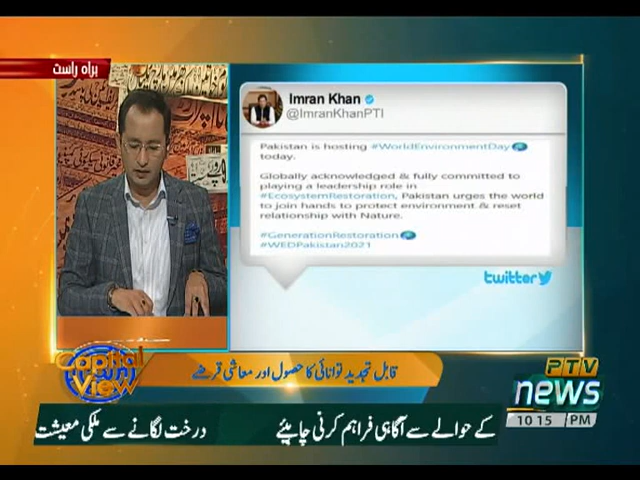 براہ راست
Imran Khan
@ImranKhanPTI
Pakistan is hosting #WorldEnvironmentDay
today.
Globally acknowledged & fully committed to
playing a leadership role in
#EcosystemRestoration, Pakistan urges the world
to join hands to protect environment & reset
relationship with Nature.
#GenerationRestoration
#WEDPakistan2021
twitter
Capital View
قابل تجدید توانائی کا حصول اور معاشی قرضے
PTV
news
10 15 PM
کے حوالے سے آگاہی فراہم کرنی چاہیئے
درخت لگانے سے ملکی معیشت